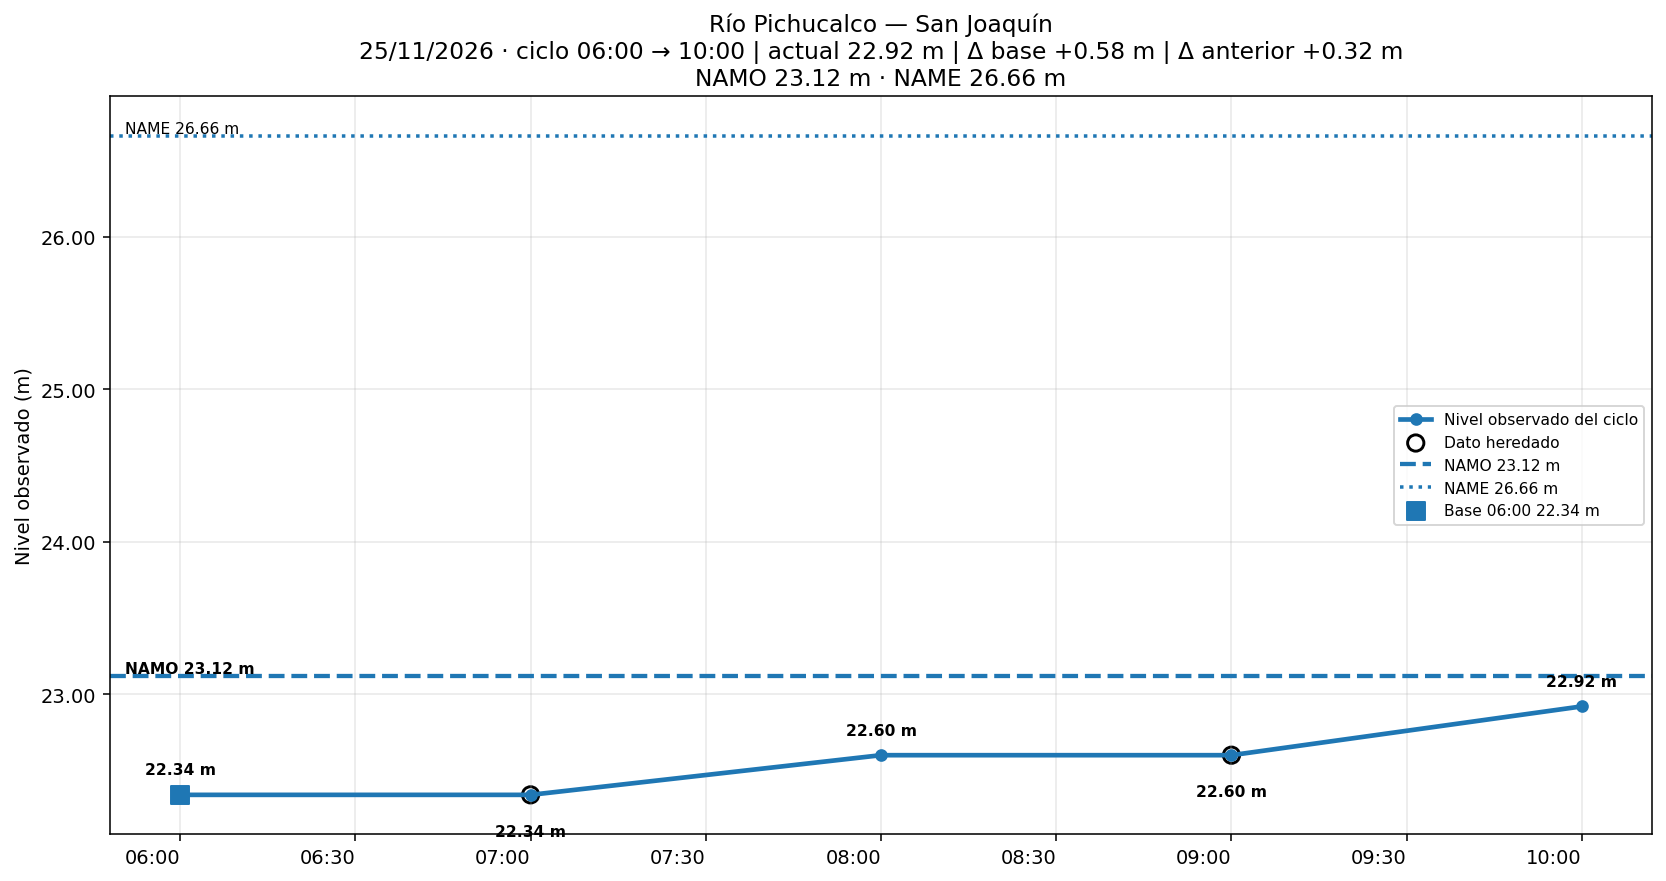 Río Pichucalco — San Joaquín
25/11/2026 · ciclo 06:00 → 10:00 | actual 22.92 m | Δ base +0.58 m | Δ anterior +0.32 m
NAMO 23.12 m · NAME 26.66 m
NAME 26.66 m
26.00
25.00
24.00
23.00
Nivel observado (m)
Nivel observado del ciclo
Dato heredado
NAMO 23.12 m
NAME 26.66 m
Base 06:00 22.34 m
NAMO 23.12 m
22.34 m
22.34 m
22.60 m
22.60 m
22.92 m
06:00
06:30
07:00
07:30
08:00
08:30
09:00
09:30
10:00